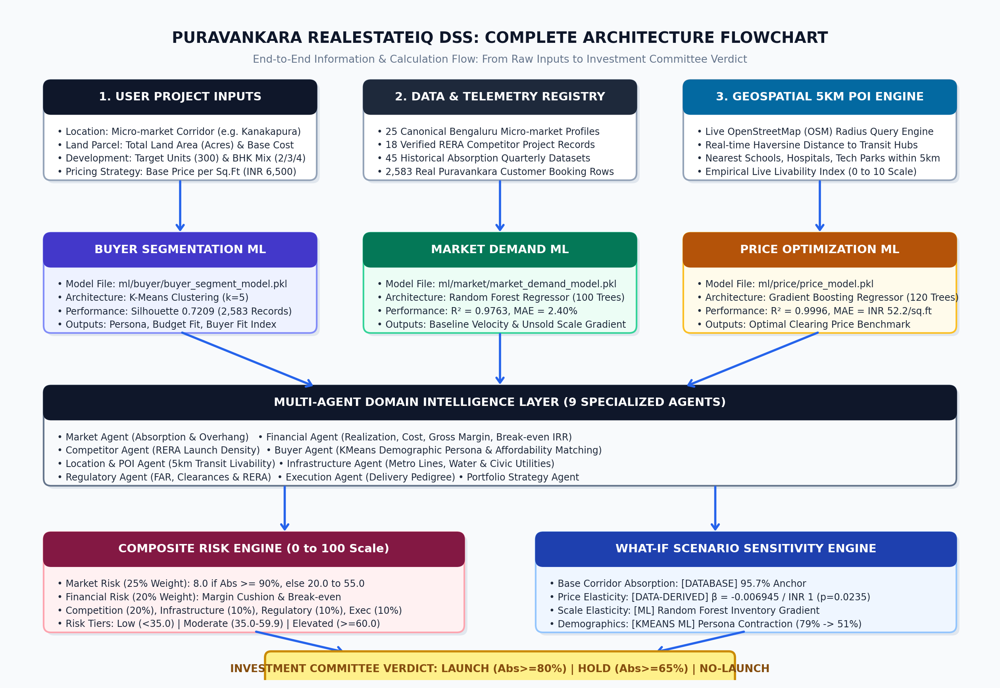 PURAVANKARA REALESTATEIQ DSS: COMPLETE ARCHITECTURE FLOWCHART
End-to-End Information & Calculation Flow: From Raw Inputs to Investment Committee Verdict
1. USER PROJECT INPUTS
• Location: Micro-market Corridor (e.g. Kanakapura)
• Land Parcel: Total Land Area (Acres) & Base Cost
• Development: Target Units (300) & BHK Mix (2/3/4)
• Pricing Strategy: Base Price per Sq.Ft (INR 6,500)
2. DATA & TELEMETRY REGISTRY
• 25 Canonical Bengaluru Micro-market Profiles
• 18 Verified RERA Competitor Project Records
• 45 Historical Absorption Quarterly Datasets
• 2,583 Real Puravankara Customer Booking Rows
3. GEOSPATIAL 5KM POI ENGINE
• Live OpenStreetMap (OSM) Radius Query Engine
• Real-time Haversine Distance to Transit Hubs
• Nearest Schools, Hospitals, Tech Parks within 5km
• Empirical Live Livability Index (0 to 10 Scale)
BUYER SEGMENTATION ML
• Model File: ml/buyer/buyer_segment_model.pkl
• Architecture: K-Means Clustering (k=5)
• Performance: Silhouette 0.7209 (2,583 Records)
• Outputs: Persona, Budget Fit, Buyer Fit Index
MARKET DEMAND ML
• Model File: ml/market/market_demand_model.pkl
• Architecture: Random Forest Regressor (100 Trees)
• Performance: R² = 0.9763, MAE = 2.40%
• Outputs: Baseline Velocity & Unsold Scale Gradient
PRICE OPTIMIZATION ML
• Model File: ml/price/price_model.pkl
• Architecture: Gradient Boosting Regressor (120 Trees)
• Performance: R² = 0.9996, MAE = INR 52.2/sq.ft
• Outputs: Optimal Clearing Price Benchmark
MULTI-AGENT DOMAIN INTELLIGENCE LAYER (9 SPECIALIZED AGENTS)
• Market Agent (Absorption & Overhang) • Financial Agent (Realization, Cost, Gross Margin, Break-even IRR)
• Competitor Agent (RERA Launch Density) • Buyer Agent (KMeans Demographic Persona & Affordability Matching)
• Location & POI Agent (5km Transit Livability) • Infrastructure Agent (Metro Lines, Water & Civic Utilities)
• Regulatory Agent (FAR, Clearances & RERA) • Execution Agent (Delivery Pedigree) • Portfolio Strategy Agent
COMPOSITE RISK ENGINE (0 to 100 Scale)
• Market Risk (25% Weight): 8.0 if Abs >= 90%, else 20.0 to 55.0
• Financial Risk (20% Weight): Margin Cushion & Break-even
• Competition (20%), Infrastructure (10%), Regulatory (10%), Exec (10%)
• Risk Tiers: Low (<35.0) | Moderate (35.0-59.9) | Elevated (>=60.0)
WHAT-IF SCENARIO SENSITIVITY ENGINE
• Base Corridor Absorption: [DATABASE] 95.7% Anchor
• Price Elasticity: [DATA-DERIVED] β = -0.006945 / INR 1 (p=0.0235)
• Scale Elasticity: [ML] Random Forest Inventory Gradient
• Demographics: [KMEANS ML] Persona Contraction (79% -> 51%)
INVESTMENT COMMITTEE VERDICT: LAUNCH (Abs>=80%) | HOLD (Abs>=65%) | NO-LAUNCH